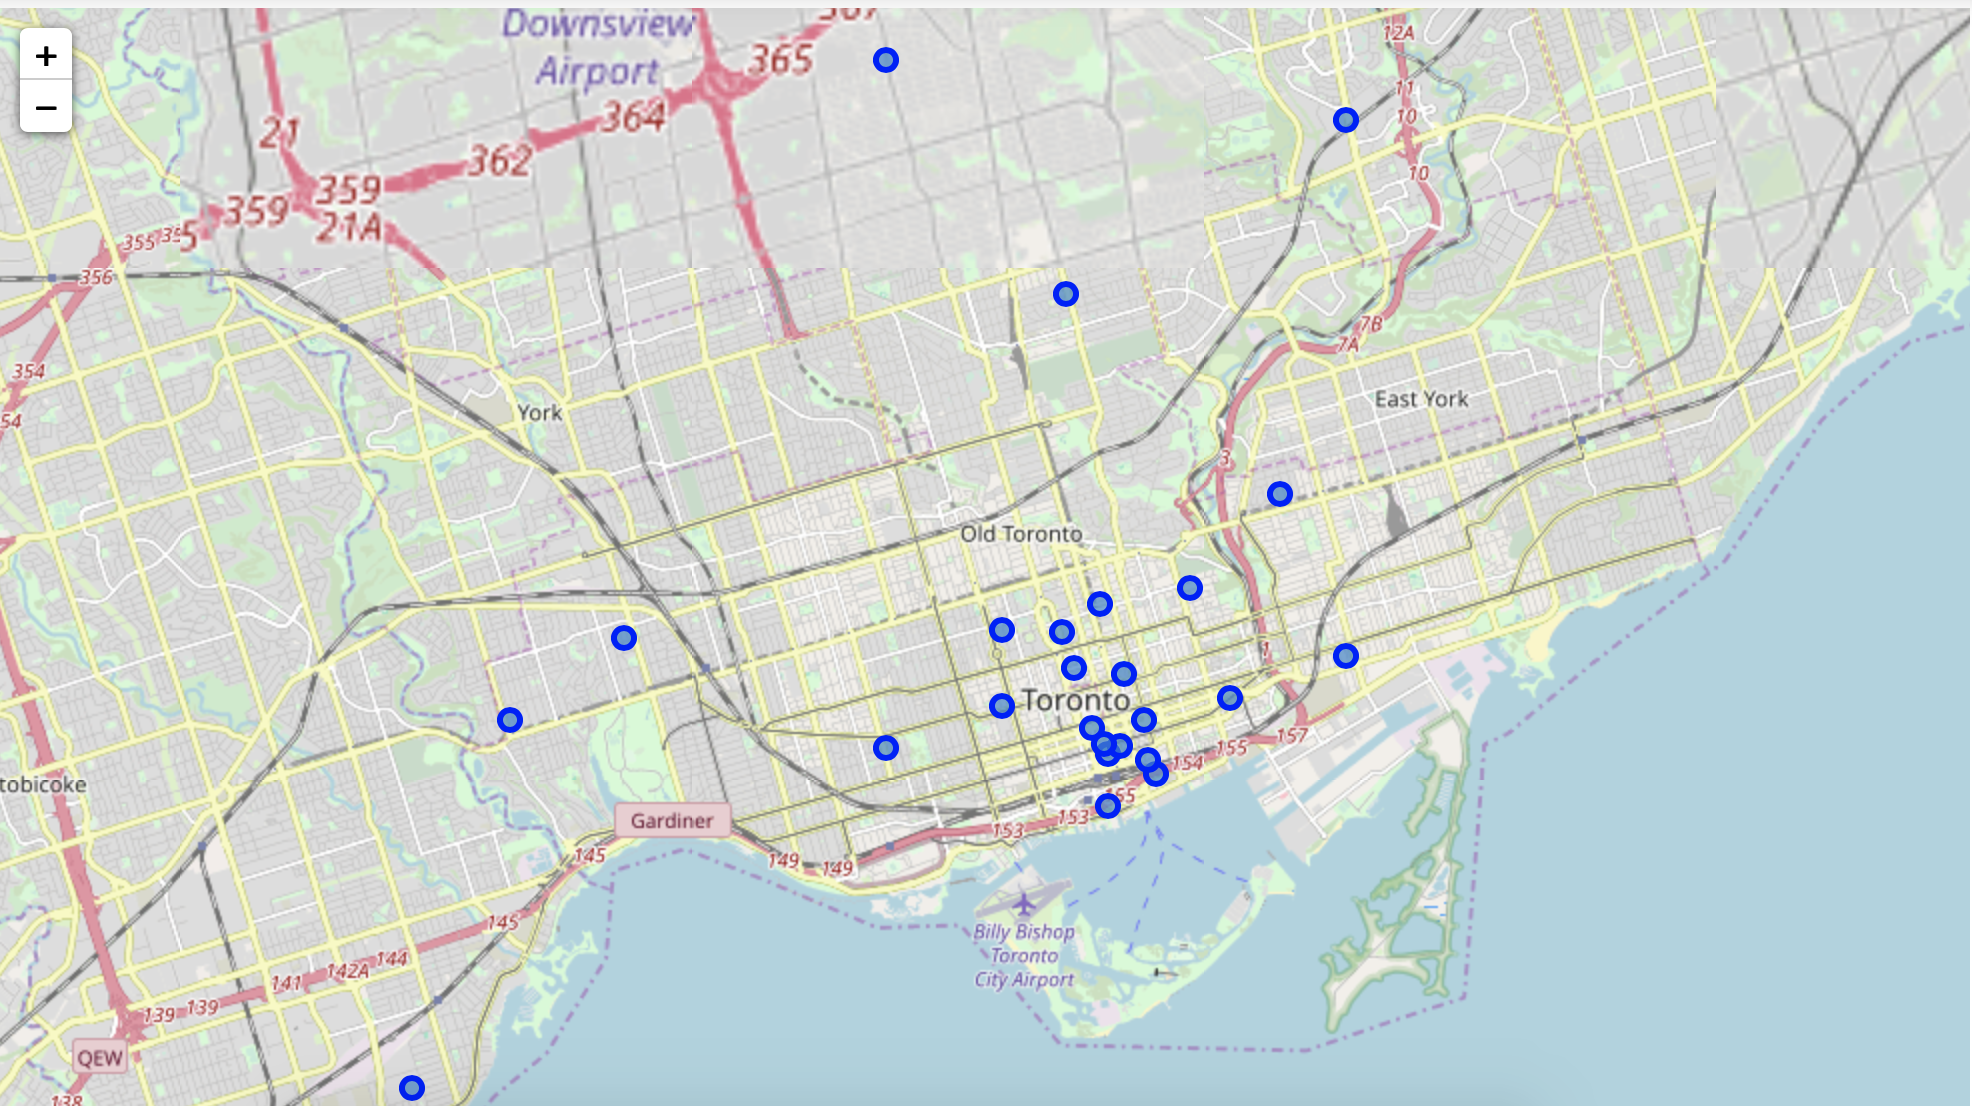 +
−
Downsview
Airport
365
364
362
21
359
359
21A
355
5
356
354
54
12A
11
10
10
7B
7A
3
York
East York
Old Toronto
Toronto
1
157
155
154
155
153
153
149
149
Gardiner
145
145
144
142A
141
139
139
QEW
138
tobicoke
Billy Bishop
Toronto
City Airport